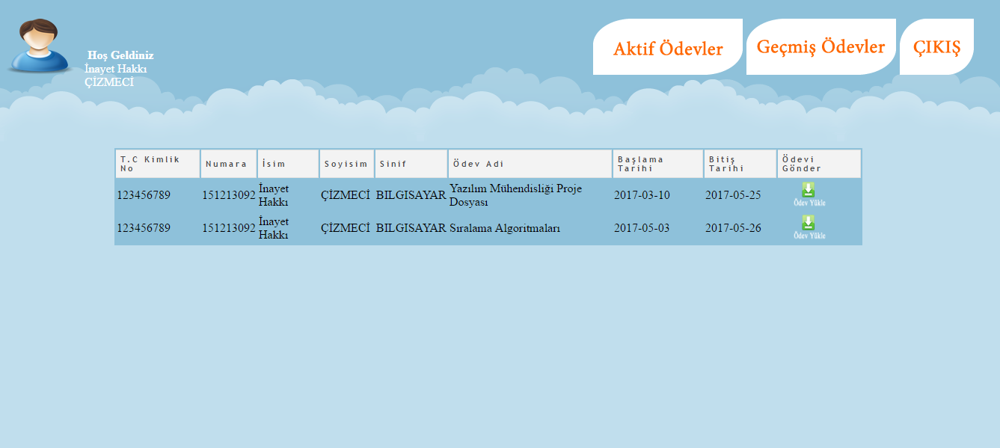 Aktif Ödevler
Geçmiş Ödevler
ÇIKIŞ
Hoş Geldiniz
İnayet Hakkı
ÇİZMECİ
T.C Kimlik
No
Numara
İsim
Soyisim
Sinif
Ödev Adi
Başlama
Tarihi
Bitiş
Tarihi
Ödevi
Gönder
123456789
151213092
İnayet
Hakkı
ÇİZMECİ
BILGISAYAR
Yazılım Mühendisliği Proje
Dosyası
2017-03-10
2017-05-25
Ödev Yükle
123456789
151213092
İnayet
Hakkı
ÇİZMECİ
BILGISAYAR
Sıralama Algoritmaları
2017-05-03
2017-05-26
Ödev Yükle